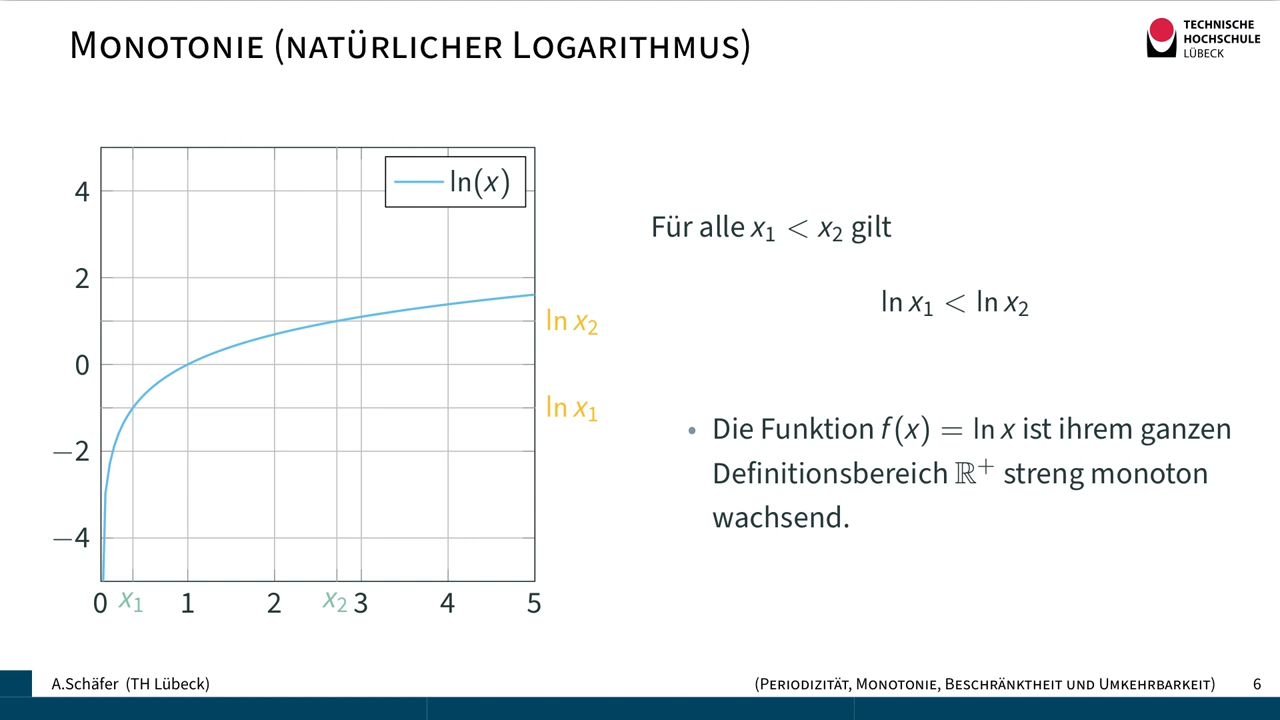 Monotonie (natürlicher Logarithmus)
TECHNISCHE
HOCHSCHULE
LÜBECK
ln(x)
4
2
0
−2
−4
0 x₁ 1 2 x₂ 3 4 5
ln x₂
ln x₁
Für alle x₁ < x₂ gilt
ln x₁ < ln x₂
• Die Funktion f(x) = ln x ist ihrem ganzen
Definitionsbereich ℝ⁺ streng monoton
wachsend.
A.Schäfer (TH Lübeck)
(Periodizität, Monotonie, Beschränktheit und Umkehrbarkeit)
6